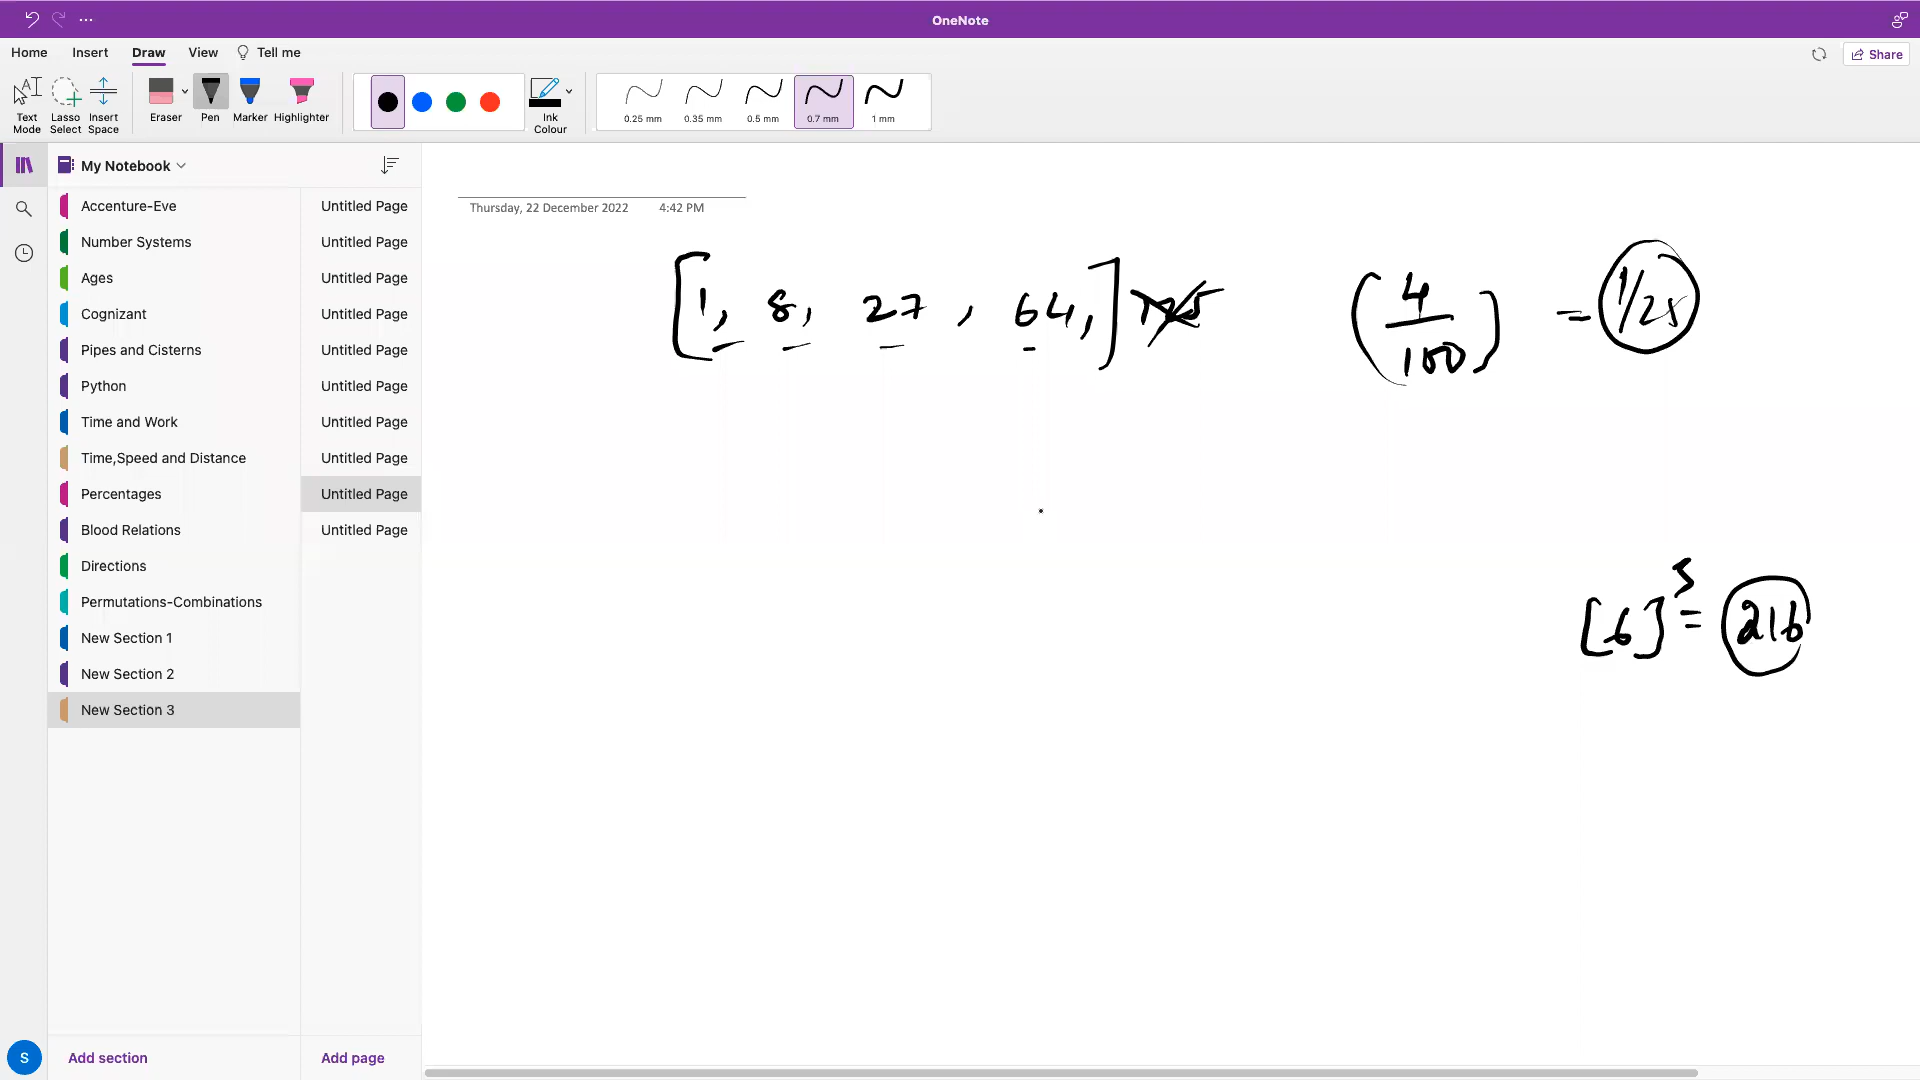 OneNote
Home Insert Draw View Tell me
Share
Text Mode
Lasso Select
Insert Space
Eraser
Pen
Marker
Highlighter
Ink Colour
0.25 mm
0.35 mm
0.5 mm
0.7 mm
1 mm
My Notebook
Accenture-Eve
Number Systems
Ages
Cognizant
Pipes and Cisterns
Python
Time and Work
Time,Speed and Distance
Percentages
Blood Relations
Directions
Permutations-Combinations
New Section 1
New Section 2
New Section 3
Untitled Page
Untitled Page
Untitled Page
Untitled Page
Untitled Page
Untitled Page
Untitled Page
Untitled Page
Untitled Page
Untitled Page
Thursday, 22 December 2022 4:42 PM
[1, 8, 27, 64,] 125
(4/100) = 1/25
[6]^3 = 216
S
Add section
Add page